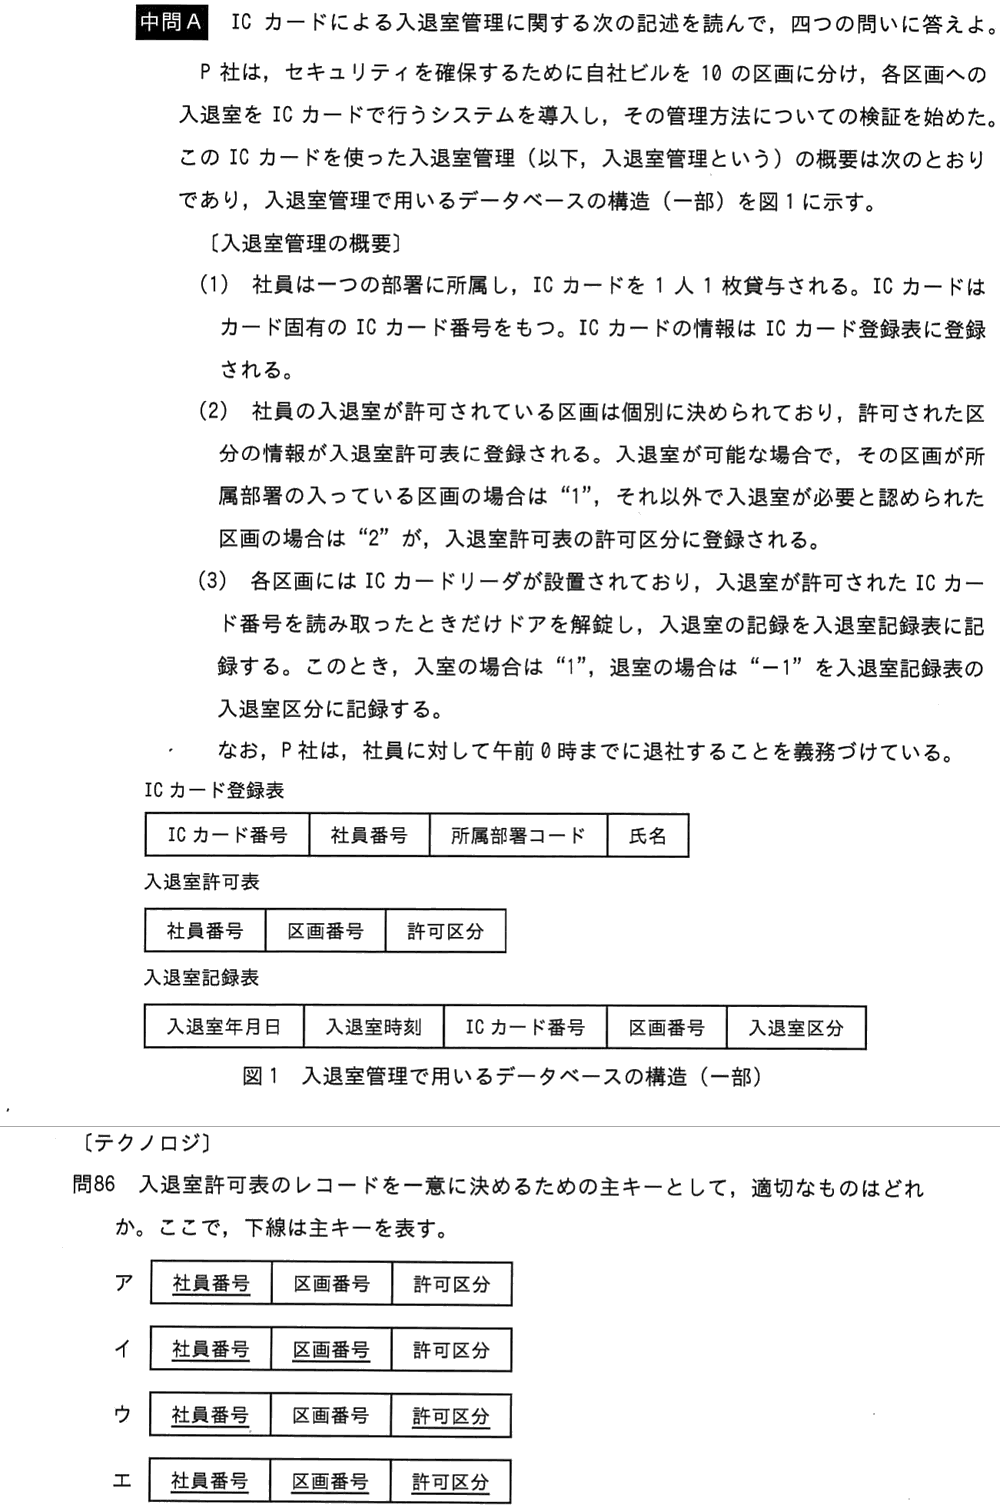 中問A ICカードによる入退室管理に関する次の記述を読んで，四つの問いに答えよ。
P社は，セキュリティを確保するために自社ビルを10の区画に分け，各区画への
入退室をICカードで行うシステムを導入し，その管理方法についての検証を始めた。
このICカードを使った入退室管理（以下，入退室管理という）の概要は次のとおり
であり，入退室管理で用いるデータベースの構造（一部）を図1に示す。
〔入退室管理の概要〕
(1) 社員は一つの部署に所属し，ICカードを1人1枚貸与される。ICカードは
カード固有のICカード番号をもつ。ICカードの情報はICカード登録表に登録
される。
(2) 社員の入退室が許可されている区画は個別に決められており，許可された区
分の情報が入退室許可表に登録される。入退室が可能な場合で，その区画が所
属部署の入っている区画の場合は“1”，それ以外で入退室が必要と認められた
区画の場合は“2”が，入退室許可表の許可区分に登録される。
(3) 各区画にはICカードリーダが設置されており，入退室が許可されたICカー
ド番号を読み取ったときだけドアを解錠し，入退室の記録を入退室記録表に記
録する。このとき，入室の場合は“1”，退室の場合は“－1”を入退室記録表の
入退室区分に記録する。
なお，P社は，社員に対して午前0時までに退社することを義務づけている。
ICカード登録表
ICカード番号 社員番号 所属部署コード 氏名
入退室許可表
社員番号 区画番号 許可区分
入退室記録表
入退室年月日 入退室時刻 ICカード番号 区画番号 入退室区分
図1 入退室管理で用いるデータベースの構造（一部）
〔テクノロジ〕
問86 入退室許可表のレコードを一意に決めるための主キーとして，適切なものはどれ
か。ここで，下線は主キーを表す。
ア 社員番号 区画番号 許可区分
イ 社員番号 区画番号 許可区分
ウ 社員番号 区画番号 許可区分
エ 社員番号 区画番号 許可区分